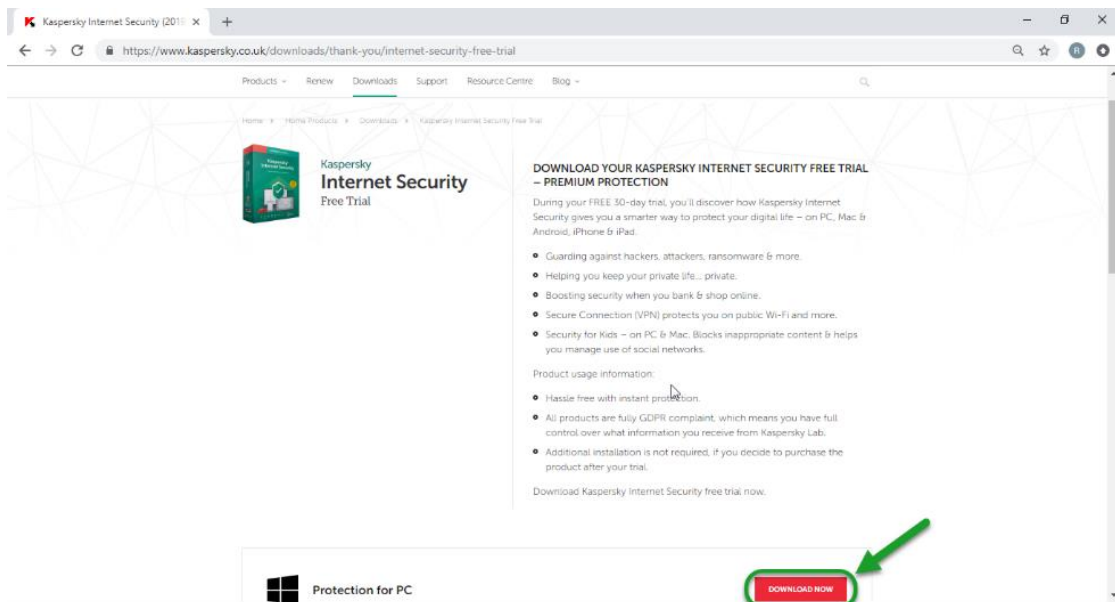 Kaspersky Internet Security (2019
https://www.kaspersky.co.uk/downloads/thank-you/internet-security-free-trial
R
Products Renew Downloads Support Resource Centre Blog
Home Home Products Downloads Kaspersky Internet Security Free Trial
Kaspersky
Internet Security
Free Trial
DOWNLOAD YOUR KASPERSKY INTERNET SECURITY FREE TRIAL
– PREMIUM PROTECTION
During your FREE 30-day trial, you'll discover how Kaspersky Internet
Security gives you a smarter way to protect your digital life – on PC, Mac &
Android, iPhone & iPad.
Guarding against hackers, attackers, ransomware & more.
Helping you keep your private life... private.
Boosting security when you bank & shop online.
Secure Connection (VPN) protects you on public Wi-Fi and more.
Security for Kids – on PC & Mac. Blocks inappropriate content & helps
you manage use of social networks.
Product usage information:
Hassle free with instant protection.
All products are fully GDPR complaint, which means you have full
control over what information you receive from Kaspersky Lab.
Additional installation is not required, if you decide to purchase the
product after your trial.
Download Kaspersky Internet Security free trial now.
Protection for PC
DOWNLOAD NOW